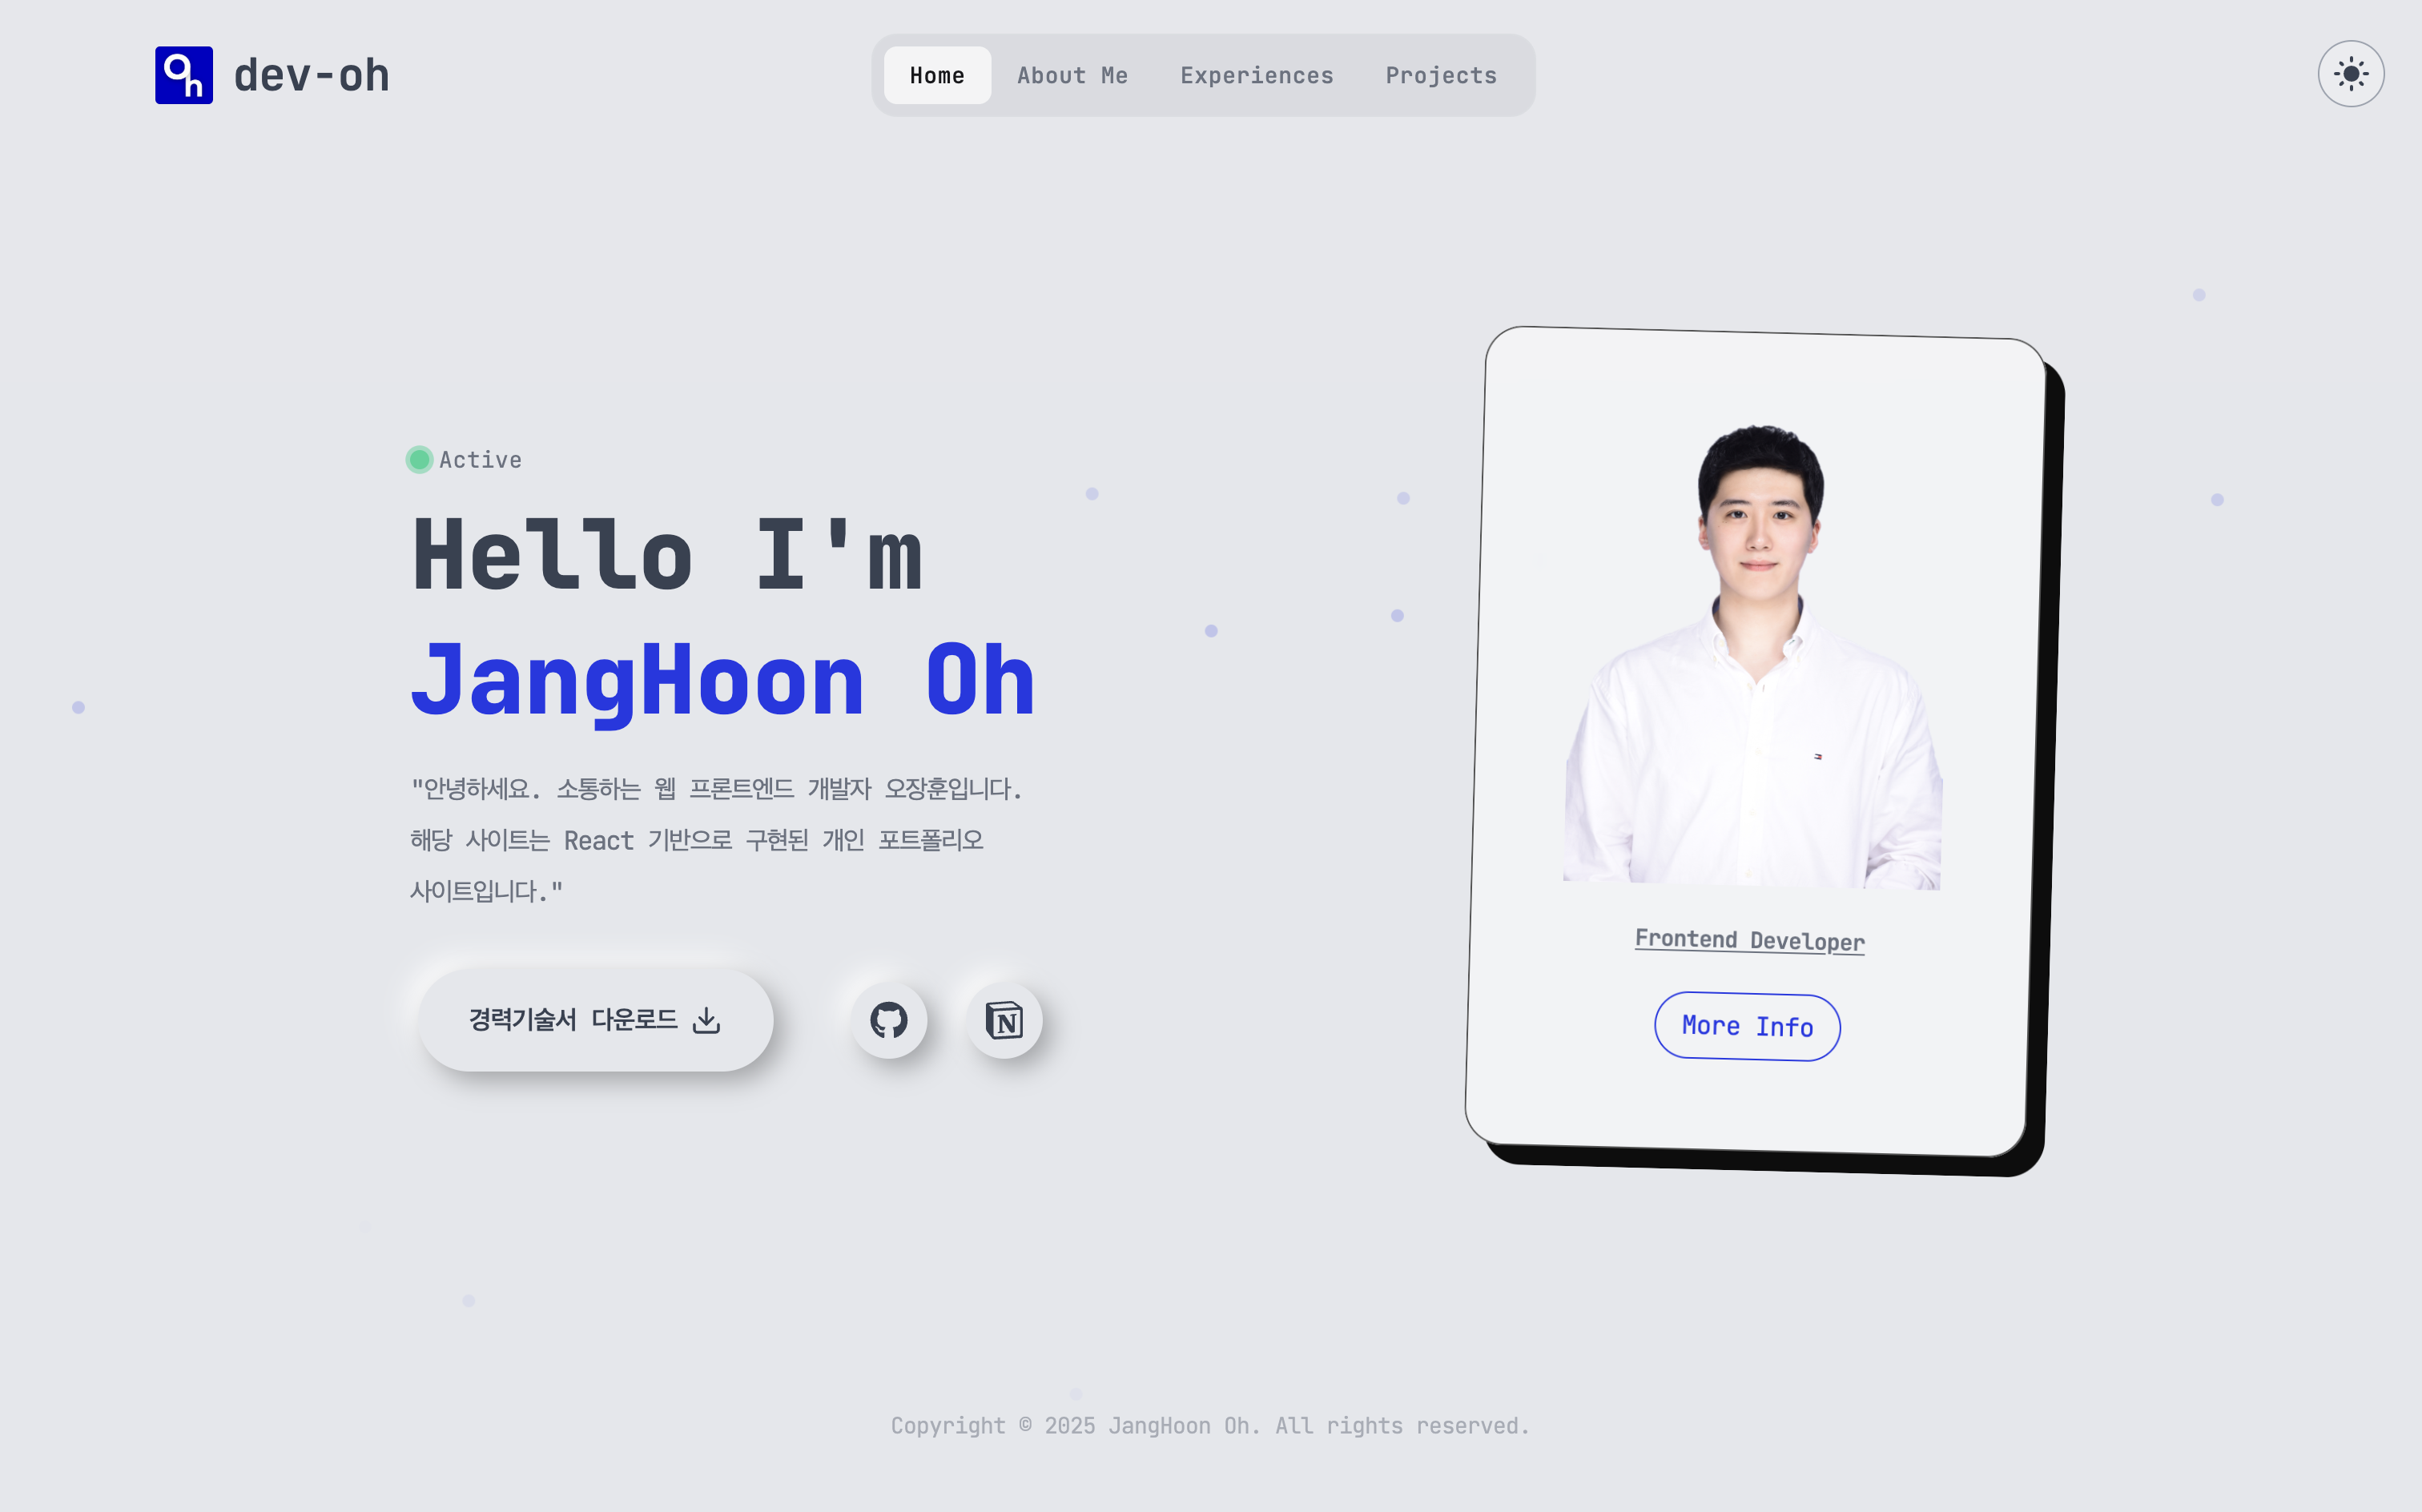 oh dev-oh
Home About Me Experiences Projects
Active
Hello I'm
JangHoon Oh
"안녕하세요. 소통하는 웹 프론트엔드 개발자 오장훈입니다.
해당 사이트는 React 기반으로 구현된 개인 포트폴리오
사이트입니다."
경력기술서 다운로드
N
Frontend Developer
More Info
Copyright © 2025 JangHoon Oh. All rights reserved.